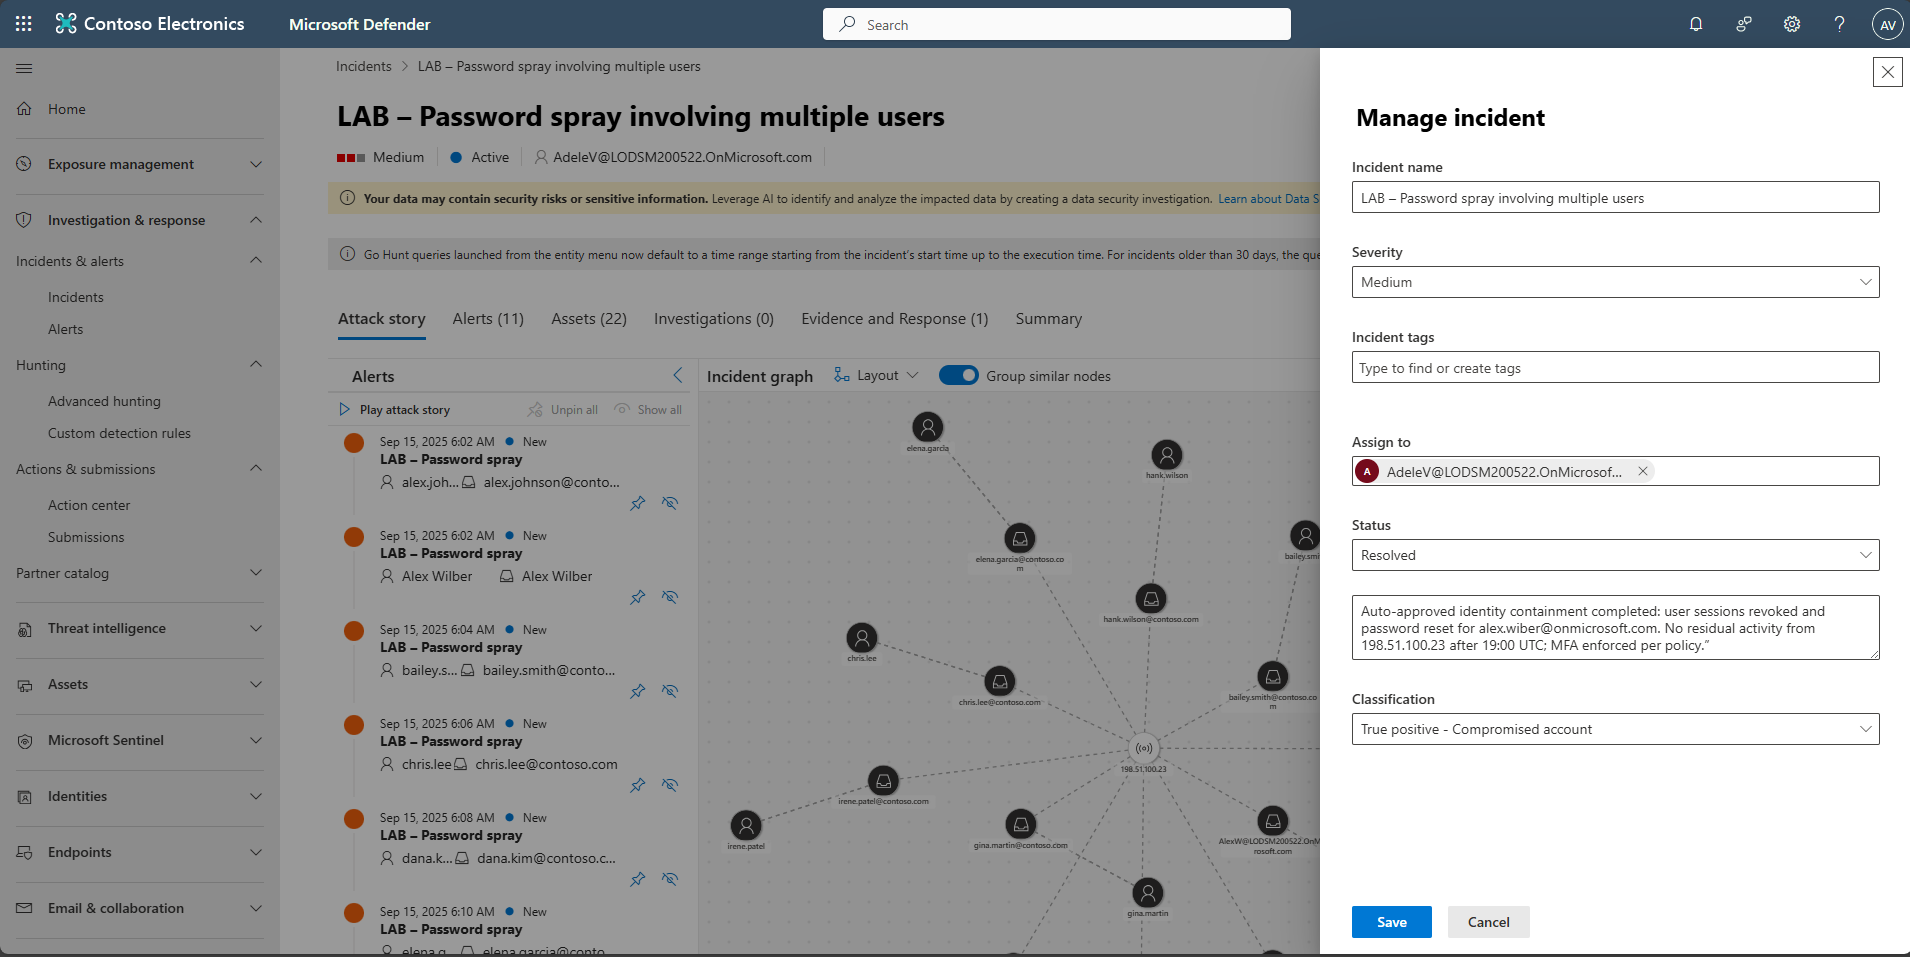 Contoso Electronics
Microsoft Defender
Search
AV
Home
Exposure management
Investigation & response
Incidents & alerts
Incidents
Alerts
Hunting
Advanced hunting
Custom detection rules
Actions & submissions
Action center
Submissions
Partner catalog
Threat intelligence
Assets
Microsoft Sentinel
Identities
Endpoints
Email & collaboration
Incidents > LAB – Password spray involving multiple users
LAB – Password spray involving multiple users
Medium
Active
AdeleV@LODSM200522.OnMicrosoft.com
Your data may contain security risks or sensitive information. Leverage AI to identify and analyze the impacted data by creating a data security investigation. Learn about Data S
Go Hunt queries launched from the entity menu now default to a time range starting from the incident's start time up to the execution time. For incidents older than 30 days, the que
Attack story
Alerts (11)
Assets (22)
Investigations (0)
Evidence and Response (1)
Summary
Alerts
Play attack story
Unpin all
Show all
Sep 15, 2025 6:02 AM
New
LAB – Password spray
alex.joh...
alex.johnson@conto...
Sep 15, 2025 6:02 AM
New
LAB – Password spray
Alex Wilber
Alex Wilber
Sep 15, 2025 6:04 AM
New
LAB – Password spray
bailey.s...
bailey.smith@conto...
Sep 15, 2025 6:06 AM
New
LAB – Password spray
chris.lee
chris.lee@contoso.com
Sep 15, 2025 6:08 AM
New
LAB – Password spray
dana.k...
dana.kim@contoso.c...
Sep 15, 2025 6:10 AM
New
LAB – Password spray
elena.g...
elena.garcia@conto...
Incident graph
Layout
Group similar nodes
elena.garcia
hank.wilson
elena.garcia@contoso.co
m
bailey.smi
hank.wilson@contoso.com
chris.lee
chris.lee@contoso.com
bailey.smith@contoso.co
m
198.51.100.23
irene.patel@contoso.com
irene.patel
gina.martin@contoso.com
AlexW@LODSM200522.OnM
rosoft.com
gina.martin
Manage incident
Incident name
LAB – Password spray involving multiple users
Severity
Medium
Incident tags
Type to find or create tags
Assign to
A
AdeleV@LODSM200522.OnMicrosof...
Status
Resolved
Auto-approved identity containment completed: user sessions revoked and
password reset for alex.wiber@onmicrosoft.com. No residual activity from
198.51.100.23 after 19:00 UTC; MFA enforced per policy.”
Classification
True positive - Compromised account
Save
Cancel